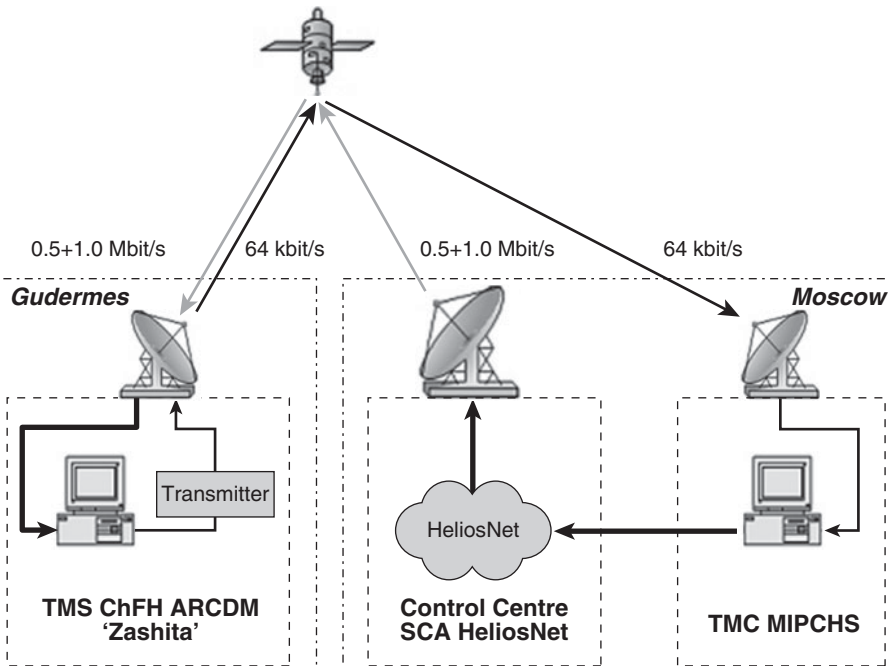 0.5+1.0 Mbit/s
64 kbit/s
0.5+1.0 Mbit/s
64 kbit/s
Gudermes
Moscow
Transmitter
HeliosNet
TMS ChFH ARCDM
‘Zashita’
Control Centre
SCA HeliosNet
TMC MIPCHS